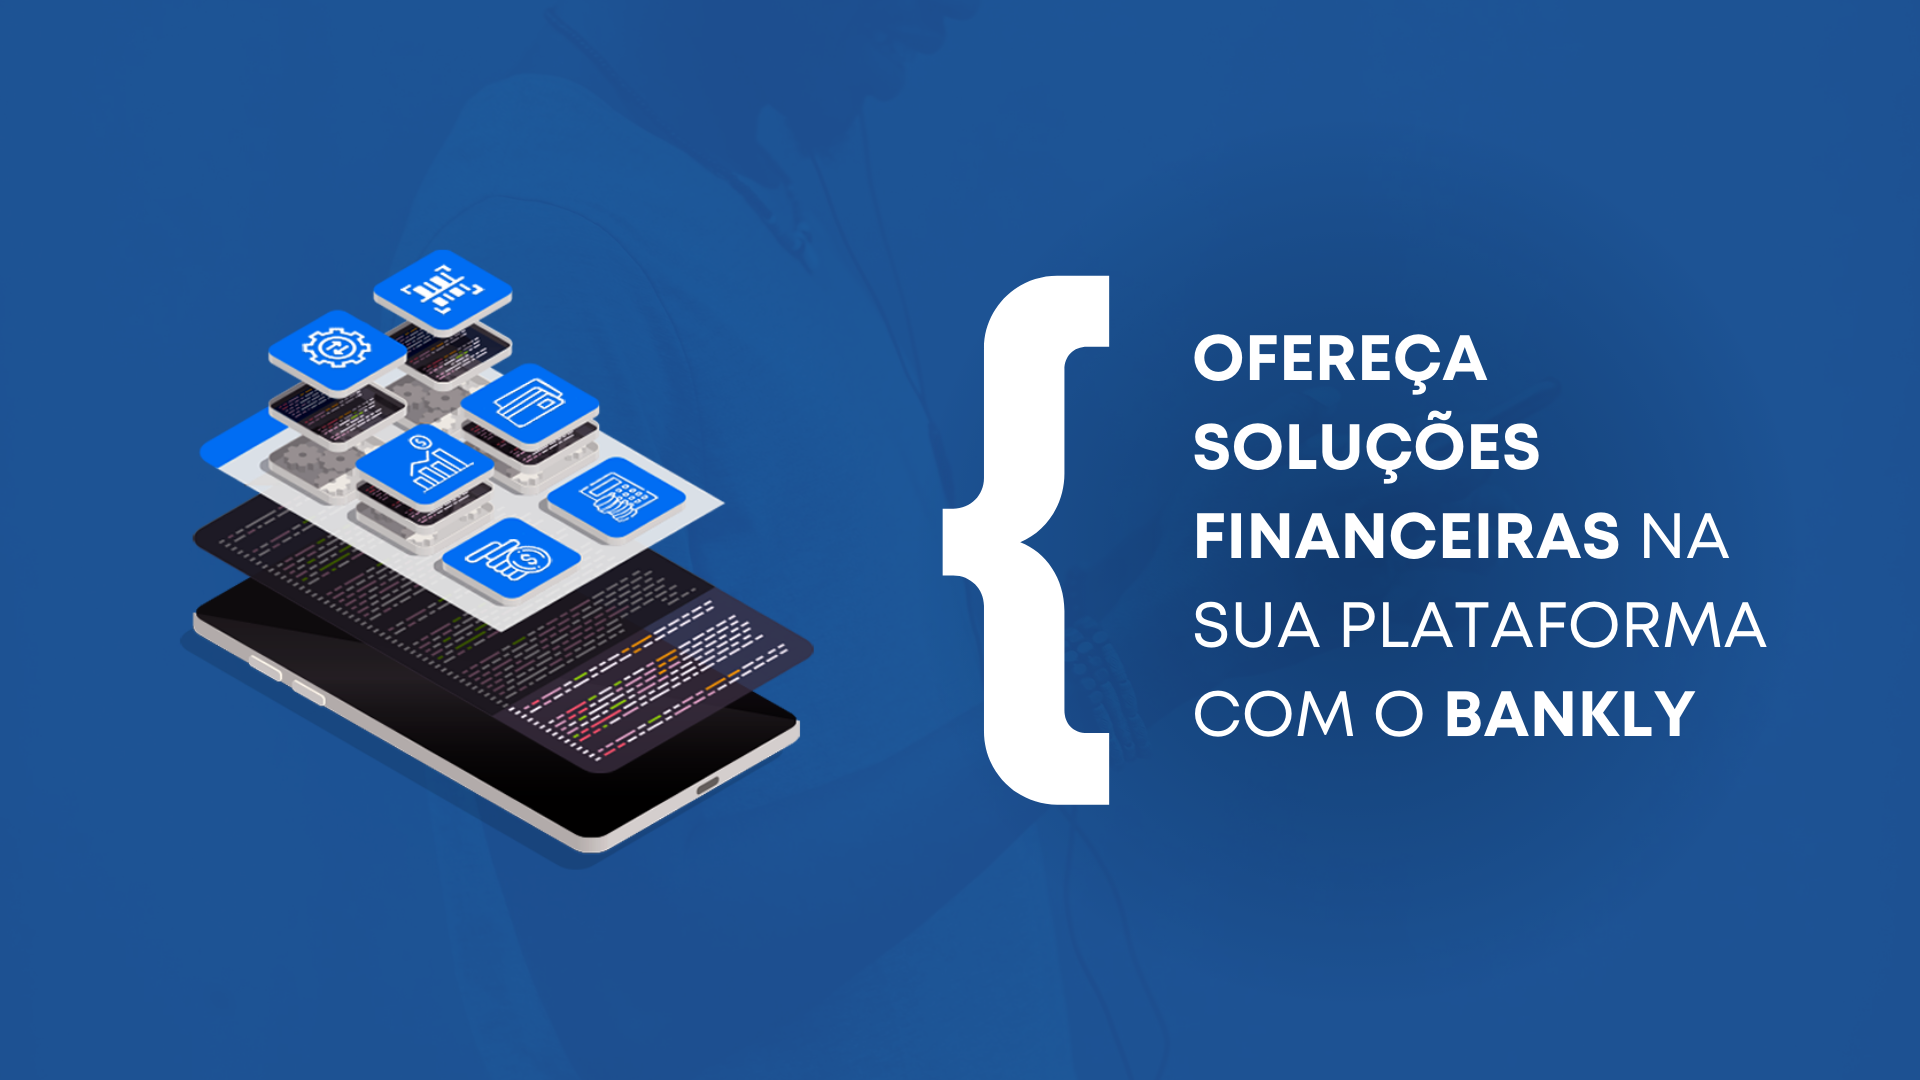 OFEREÇA
SOLUÇÕES
FINANCEIRAS NA
SUA PLATAFORMA
COM O BANKLY